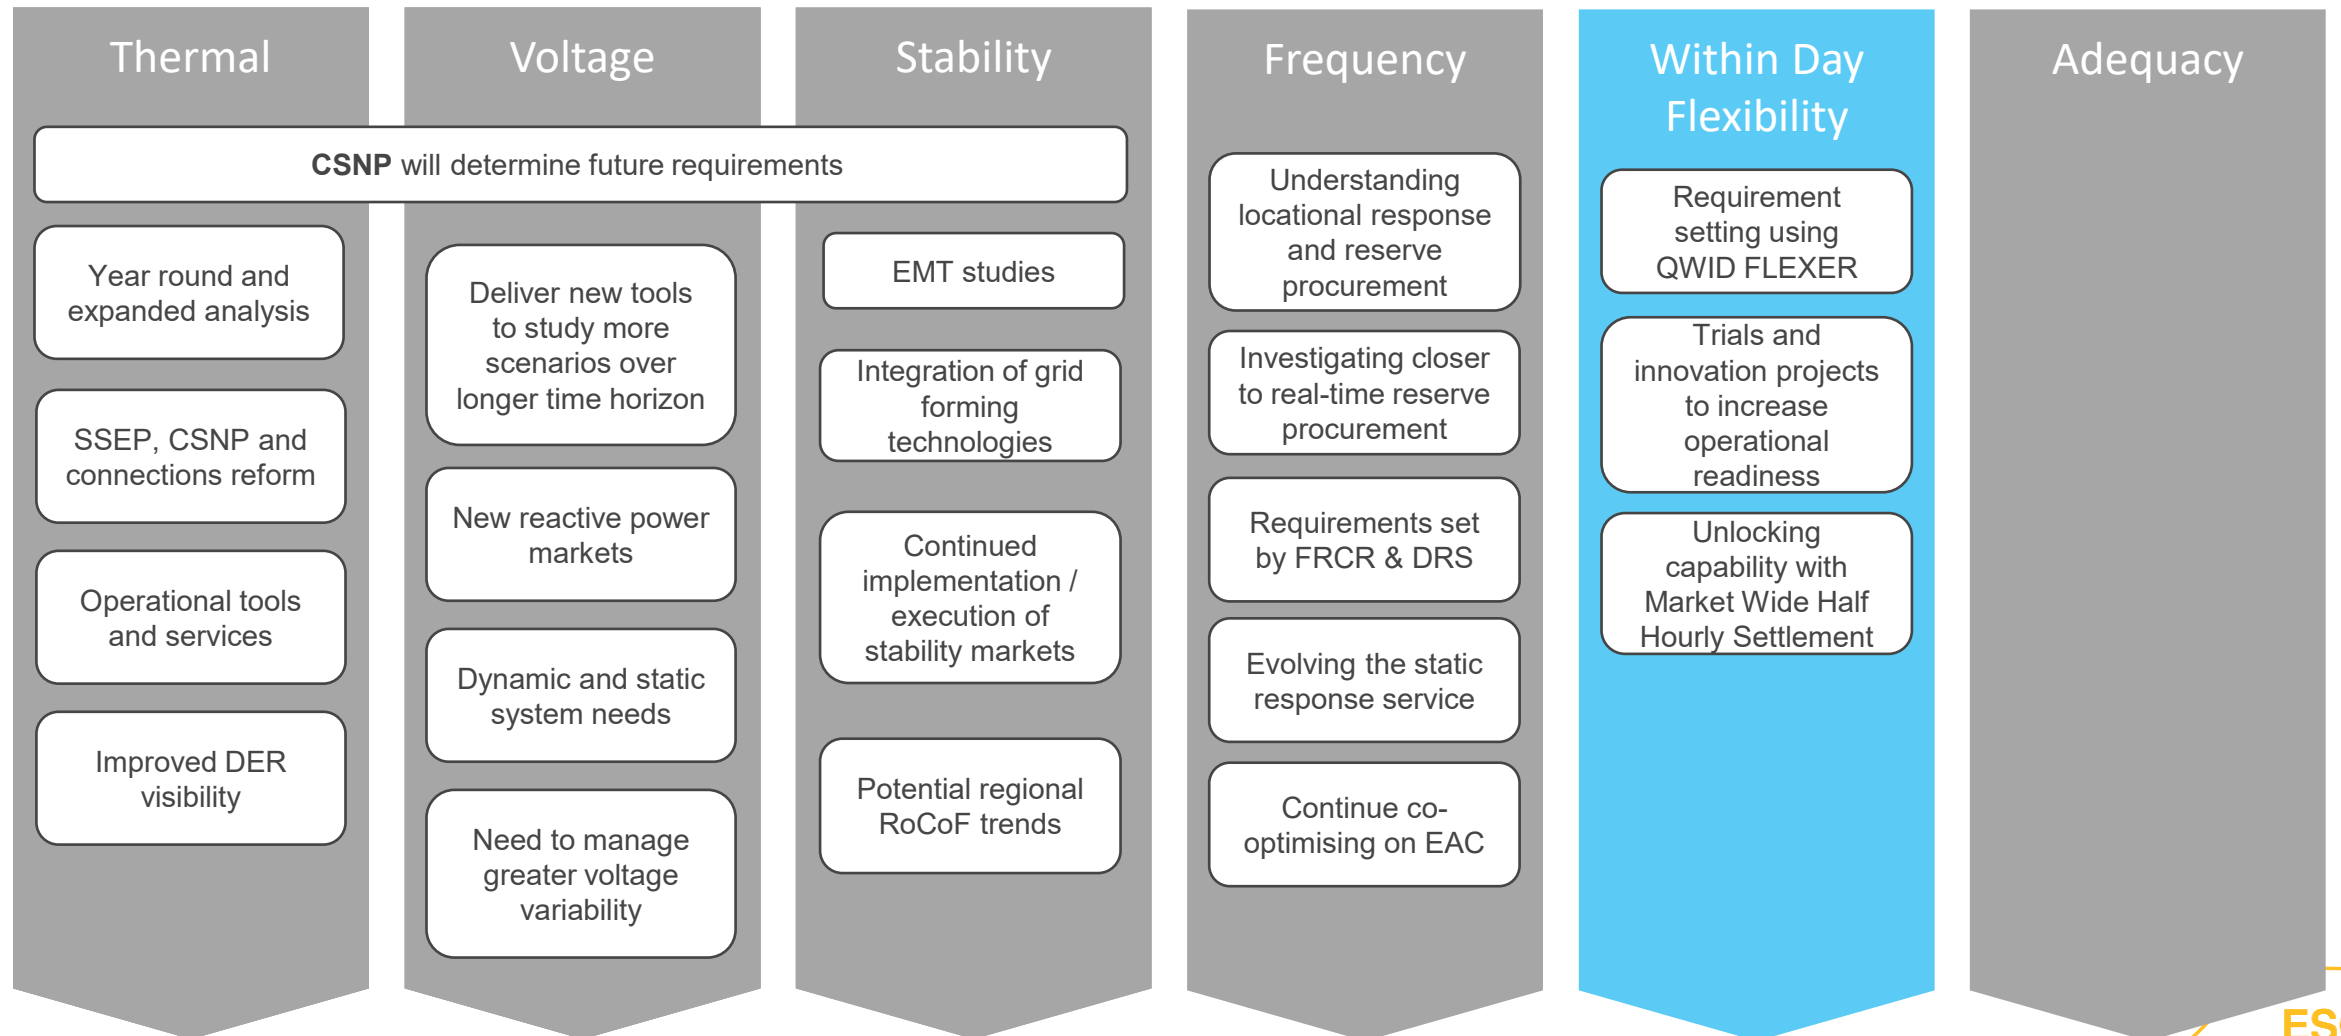 Thermal
Voltage
Stability
Frequency
Within Day
Flexibility
Adequacy
CSNP will determine future requirements
Year round and
expanded analysis
SSEP, CSNP and
connections reform
Operational tools
and services
Improved DER
visibility
Deliver new tools
to study more
scenarios over
longer time horizon
New reactive power
markets
Dynamic and static
system needs
Need to manage
greater voltage
variability
EMT studies
Integration of grid
forming
technologies
Continued
implementation /
execution of
stability markets
Potential regional
RoCoF trends
Understanding
locational response
and reserve
procurement
Investigating closer
to real-time reserve
procurement
Requirements set
by FRCR & DRS
Evolving the static
response service
Continue co-
optimising on EAC
Requirement
setting using
QWID FLEXER
Trials and
innovation projects
to increase
operational
readiness
Unlocking
capability with
Market Wide Half
Hourly Settlement